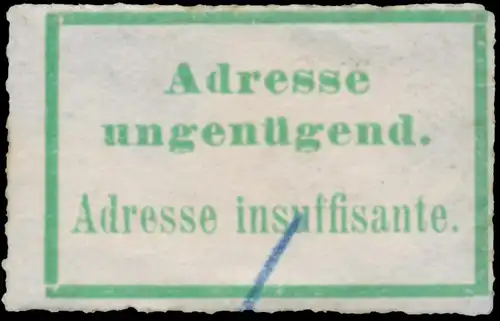 Adresse
ungenügend.
Adresse insuffisante.